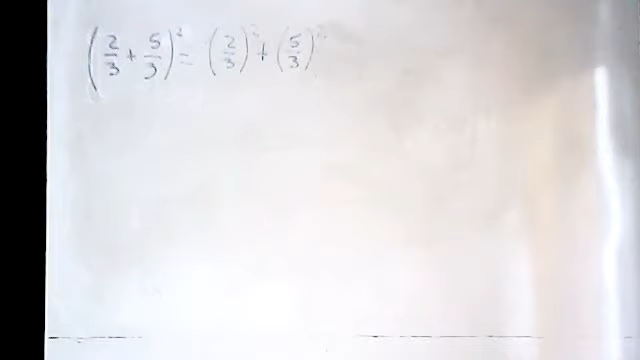 (2/3 + 5/3)² = (2/3)² + (5/3)²